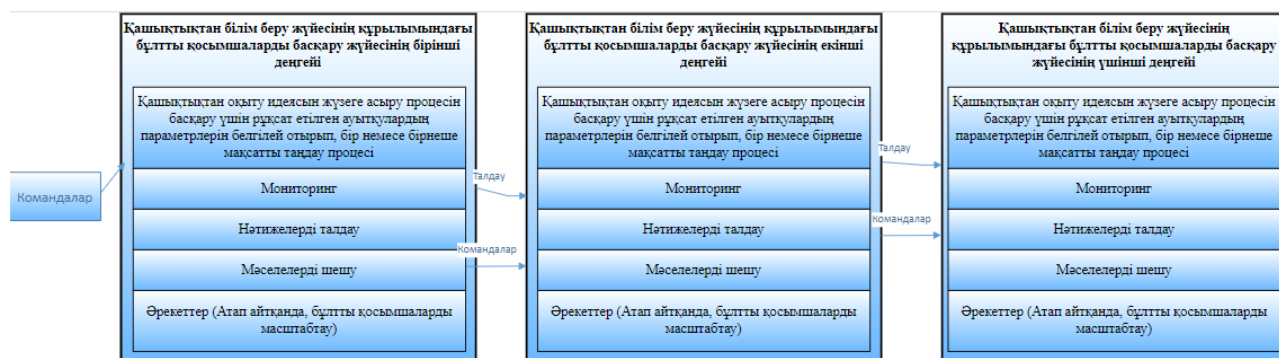 Командалар
Қашықтықтан білім беру жүйесінің құрылымындағы
бұлтты қосымшаларды басқару жүйесінің бірінші
деңгейі
Қашықтықтан оқыту идеясын жүзеге асыру процесін
басқару үшін рұқсат етілген ауытқулардың
параметрлерін белгілей отырып, бір немесе бірнеше
мақсатты таңдау процесі
Мониторинг
Нәтижелерді талдау
Мәселелерді шешу
Әрекеттер (Атап айтқанда, бұлтты қосымшаларды
масштабтау)
Талдау
Командалар
Қашықтықтан білім беру жүйесінің құрылымындағы
бұлтты қосымшаларды басқару жүйесінің екінші
деңгейі
Қашықтықтан оқыту идеясын жүзеге асыру процесін
басқару үшін рұқсат етілген ауытқулардың
параметрлерін белгілей отырып, бір немесе бірнеше
мақсатты таңдау процесі
Мониторинг
Нәтижелерді талдау
Мәселелерді шешу
Әрекеттер (Атап айтқанда, бұлтты қосымшаларды
масштабтау)
Талдау
Командалар
Қашықтықтан білім беру жүйесінің
құрылымындағы бұлтты қосымшаларды басқару
жүйесінің үшінші деңгейі
Қашықтықтан оқыту идеясын жүзеге асыру процесін
басқару үшін рұқсат етілген ауытқулардың
параметрлерін белгілей отырып, бір немесе бірнеше
мақсатты таңдау процесі
Мониторинг
Нәтижелерді талдау
Мәселелерді шешу
Әрекеттер (Атап айтқанда, бұлтты қосымшаларды
масштабтау)